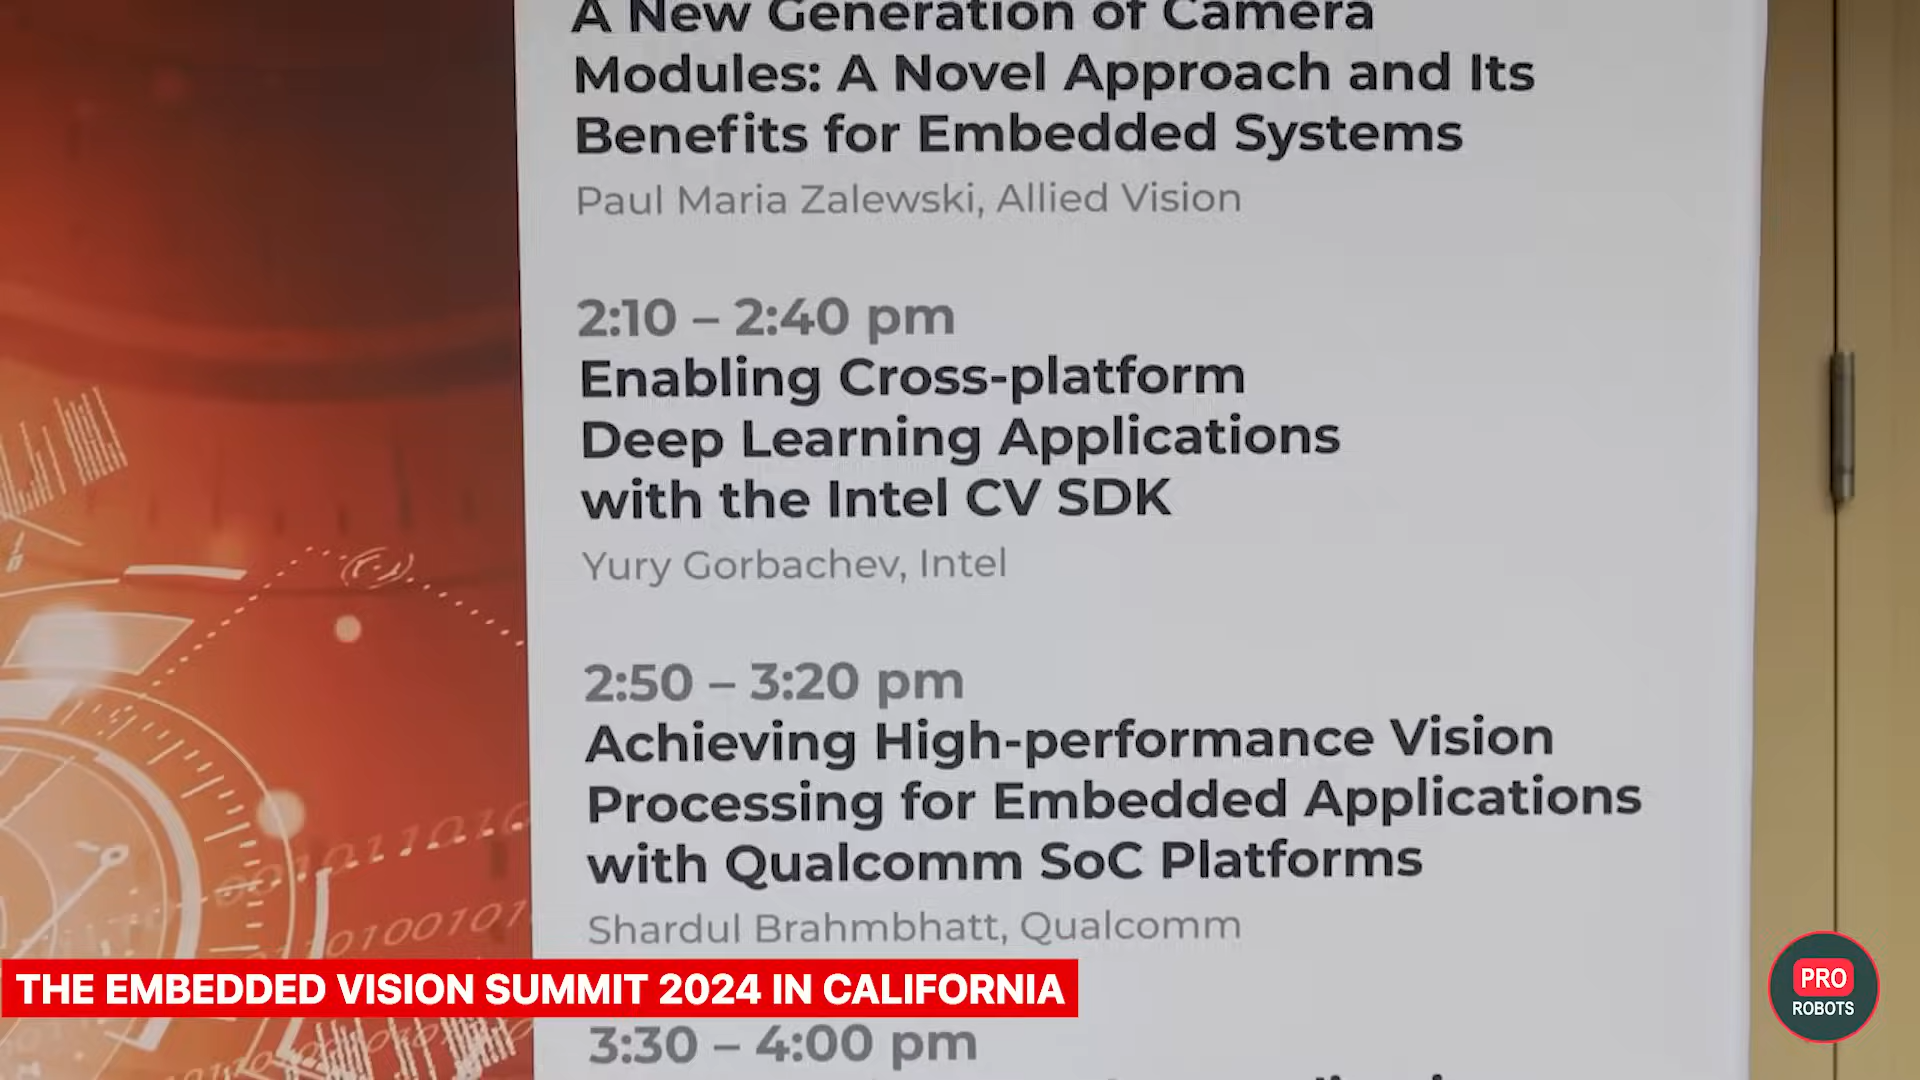 A New Generation of Camera
Modules: A Novel Approach and Its
Benefits for Embedded Systems
Paul Maria Zalewski, Allied Vision
2:10 – 2:40 pm
Enabling Cross-platform
Deep Learning Applications
with the Intel CV SDK
Yury Gorbachev, Intel
2:50 – 3:20 pm
Achieving High-performance Vision
Processing for Embedded Applications
with Qualcomm SoC Platforms
Shardul Brahmbhatt, Qualcomm
THE EMBEDDED VISION SUMMIT 2024 IN CALIFORNIA
3:30 – 4:00 pm
PRO
ROBOTS